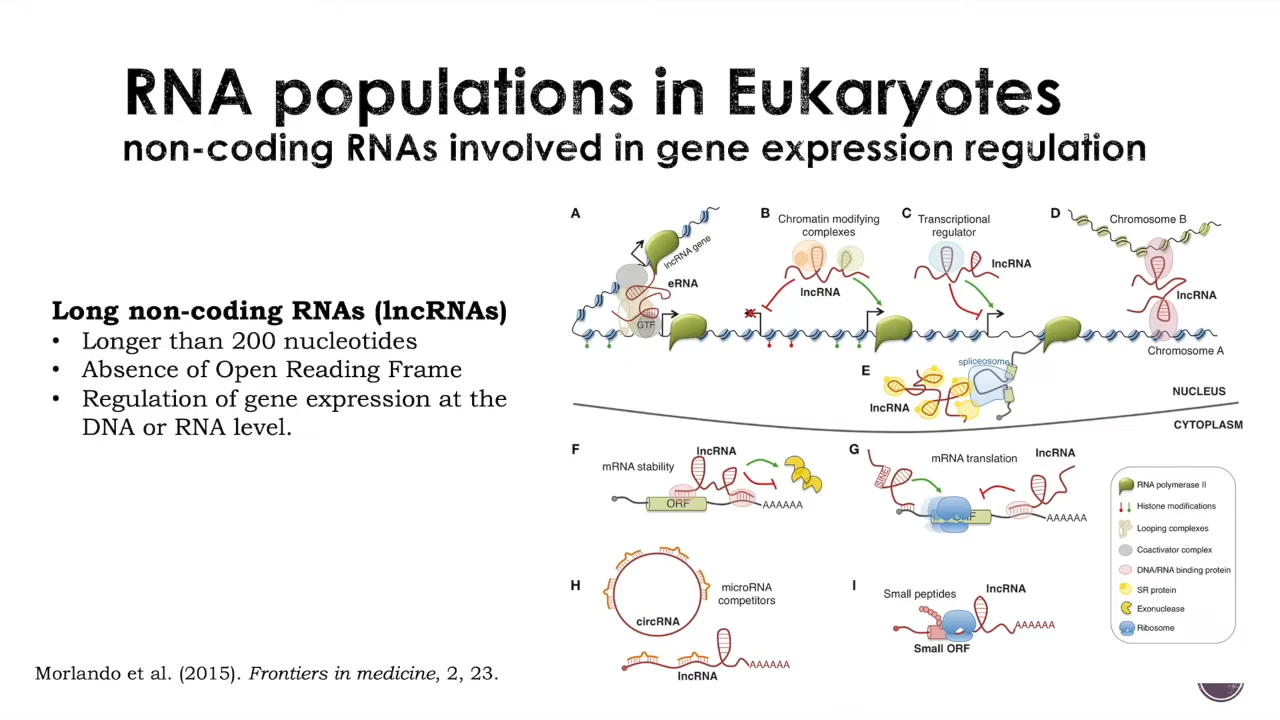 RNA populations in Eukaryotes
non-coding RNAs involved in gene expression regulation
Long non-coding RNAs (lncRNAs)
• Longer than 200 nucleotides
• Absence of Open Reading Frame
• Regulation of gene expression at the
DNA or RNA level.
Morlando et al. (2015). Frontiers in medicine, 2, 23.
A
lncRNA gene
eRNA
GTF
B
Chromatin modifying
complexes
lncRNA
C
Transcriptional
regulator
lncRNA
D
Chromosome B
lncRNA
Chromosome A
E
spliceosome
lncRNA
NUCLEUS
CYTOPLASM
F
lncRNA
mRNA stability
ORF
AAAAAA
G
lncRNA
mRNA translation
SINE
ORF
AAAAAA
H
microRNA
competitors
circRNA
AAAAAA
lncRNA
I
lncRNA
Small peptides
AAAAAA
Small ORF
RNA polymerase II
Histone modifications
Looping complexes
Coactivator complex
DNA/RNA binding protein
SR protein
Exonuclease
Ribosome